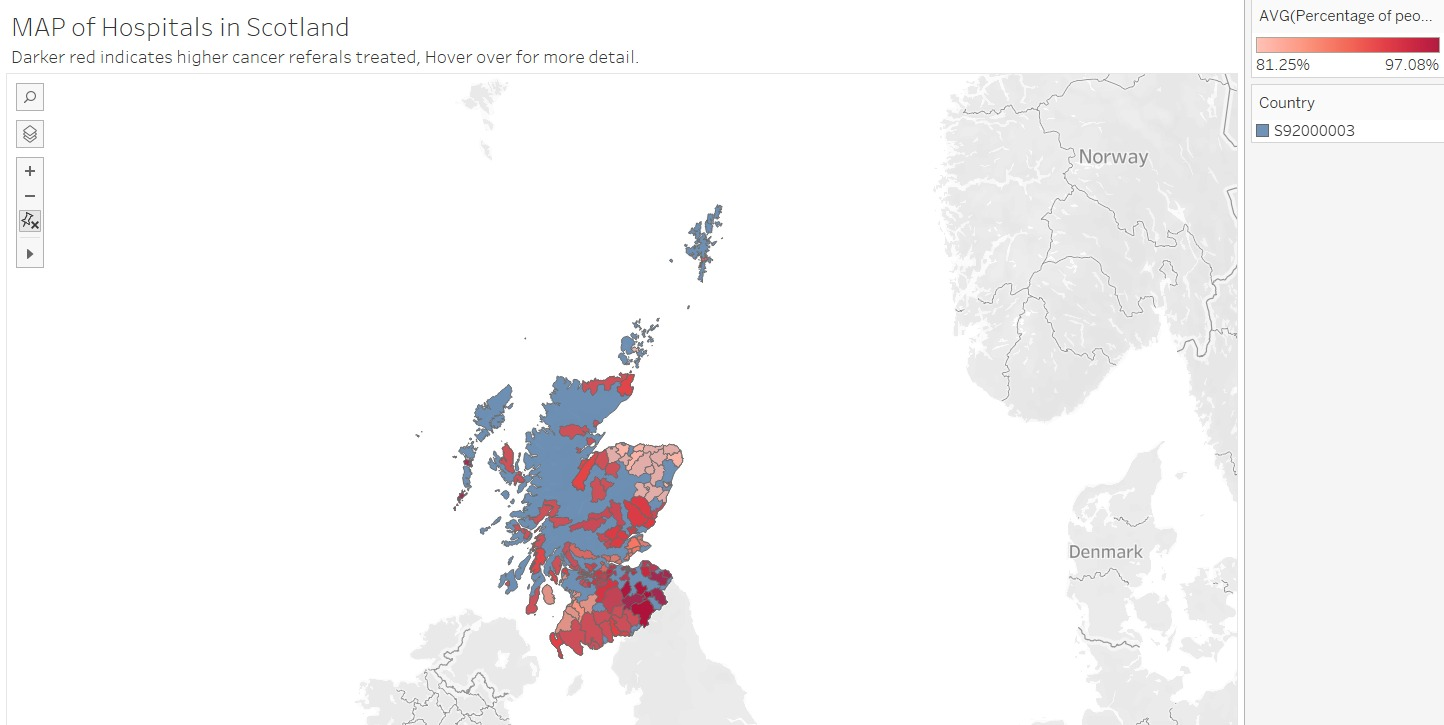 MAP of Hospitals in Scotland
Darker red indicates higher cancer referals treated, Hover over for more detail.
AVG(Percentage of peo...
81.25% 97.08%
Country
S92000003
Norway
Denmark